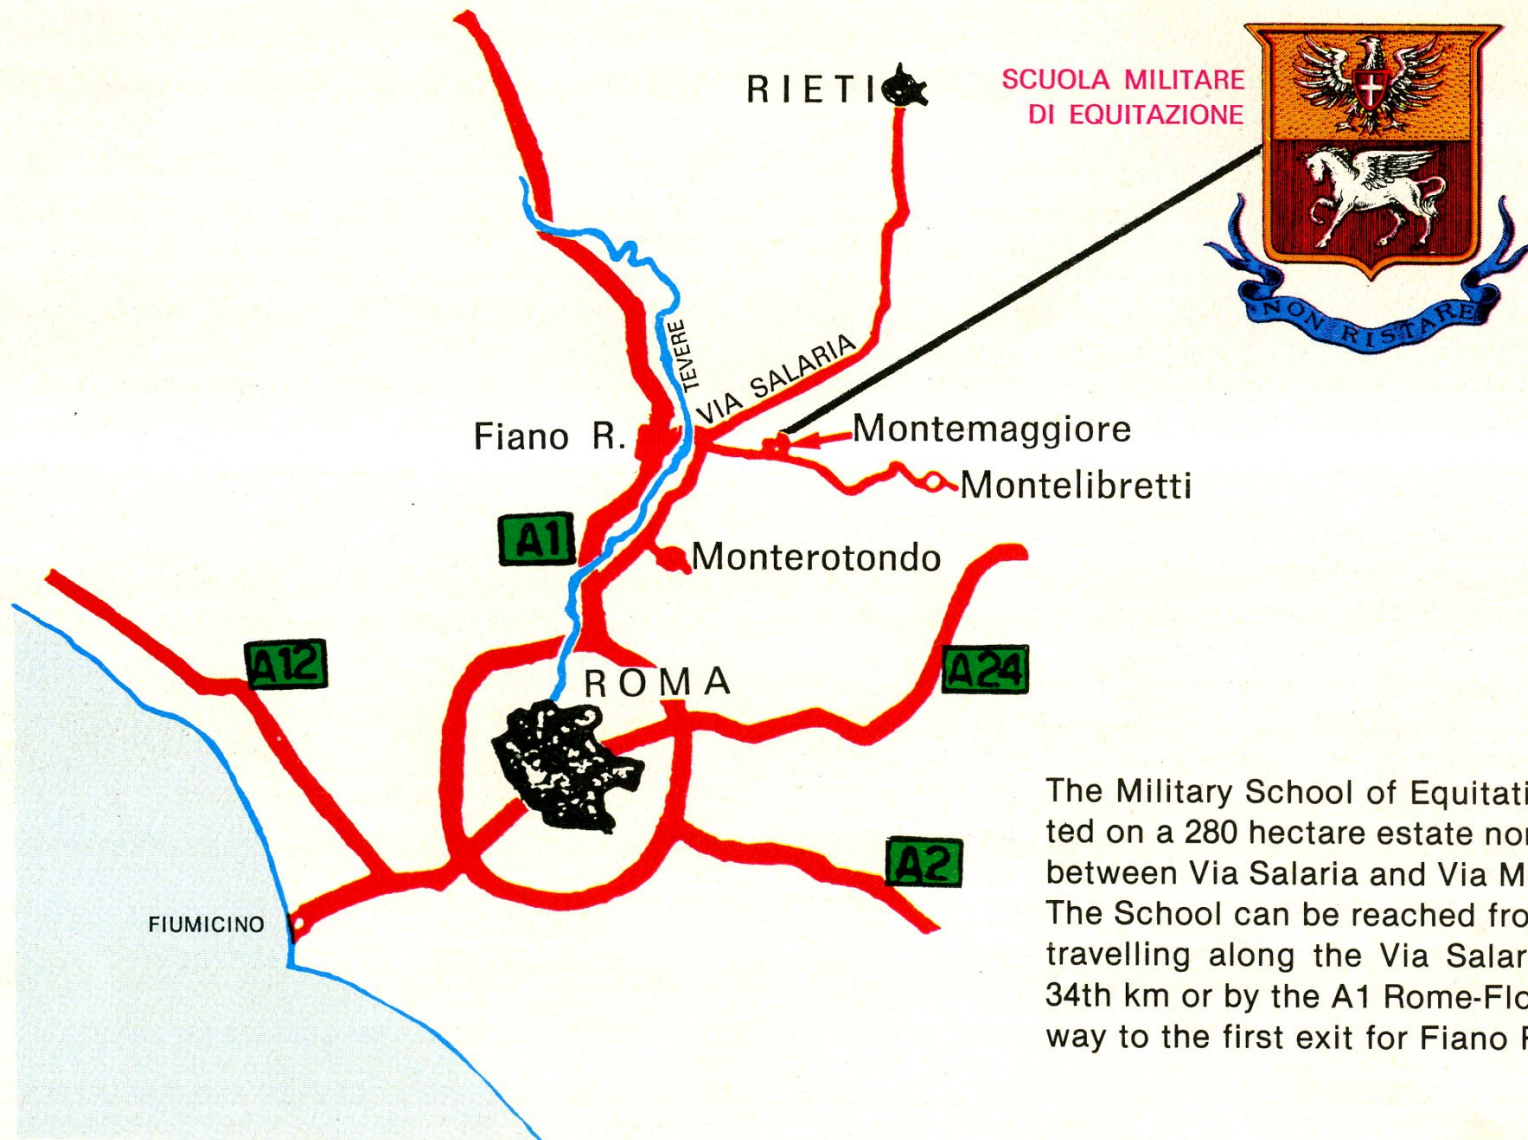 RIETI
SCUOLA MILITARE
DI EQUITAZIONE
NON RISTARE
TEVERE
VIA SALARIA
Fiano R.
Montemaggiore
Montelibretti
A1
Monterotondo
A12
ROMA
A24
A2
FIUMICINO
The Military School of Equitati
ted on a 280 hectare estate nor
between Via Salaria and Via M
The School can be reached fro
travelling along the Via Salar
34th km or by the A1 Rome-Flo
way to the first exit for Fiano